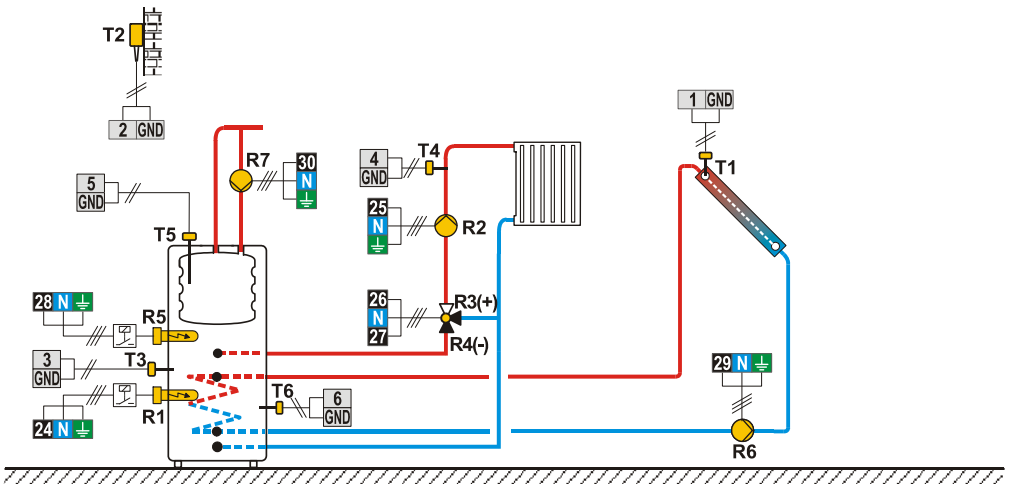 T2
2 GND
1 GND
T1
R7
30
N
4
GND
T4
5
GND
25
N
R2
T5
28 N
R5
26
N
27
R3(+)
R4(-)
3
GND
T3
29 N
T6
6
GND
R1
24 N
R6